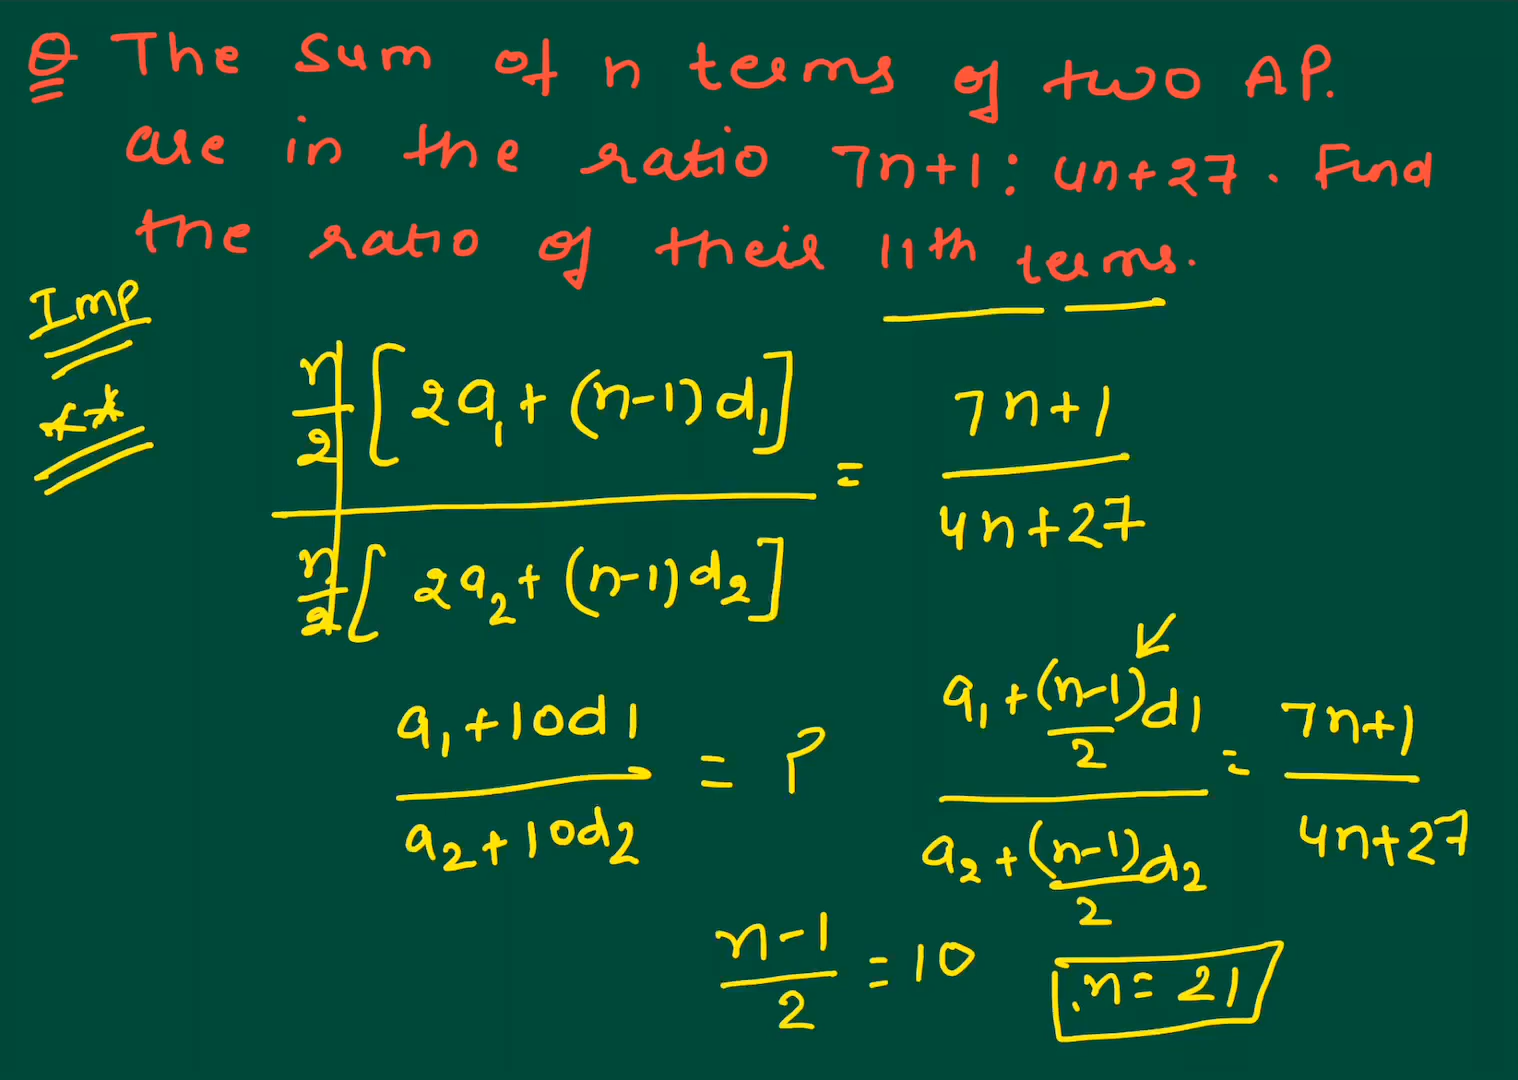 Q The Sum of n terms of two AP.
are in the ratio 7n+1 : 4n+27 . Find
the ratio of their 11th terms.
Imp
**
n/2 [2a₁ + (n-1)d₁] / n/2 [2a₂ + (n-1)d₂] = 7n+1 / 4n+27
a₁+10d1 / a2+10d2 = ?
a₁ + (n-1)/2 d1 / a₂ + (n-1)/2 d₂ = 7n+1 / 4n+27
n-1 / 2 = 10
n = 21